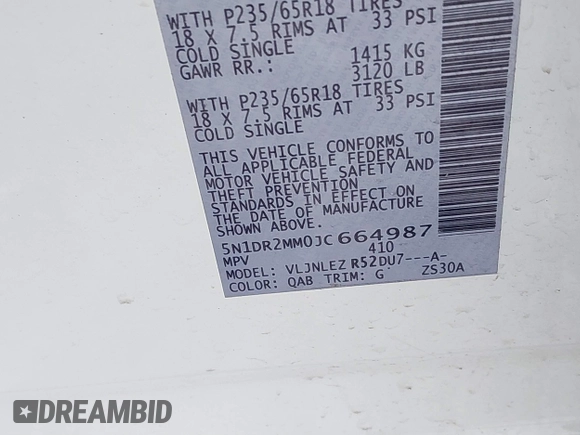 WITH P235/65R18 TIRES
18 X 7.5 RIMS AT 33 PSI
COLD SINGLE
GAWR RR.: 1415 KG
3120 LB
WITH P235/65R18 TIRES
18 X 7.5 RIMS AT 33 PSI
COLD SINGLE
THIS VEHICLE CONFORMS TO
ALL APPLICABLE FEDERAL
MOTOR VEHICLE SAFETY AND
THEFT PREVENTION
STANDARDS IN EFFECT ON
THE DATE OF MANUFACTURE
SHOWN ABOVE.
5N1DR2MM0JC664987
MPV 410
MODEL: VLJNLEZ R52DU7---A-
COLOR: QAB TRIM: G ZS30A
DREAMBID